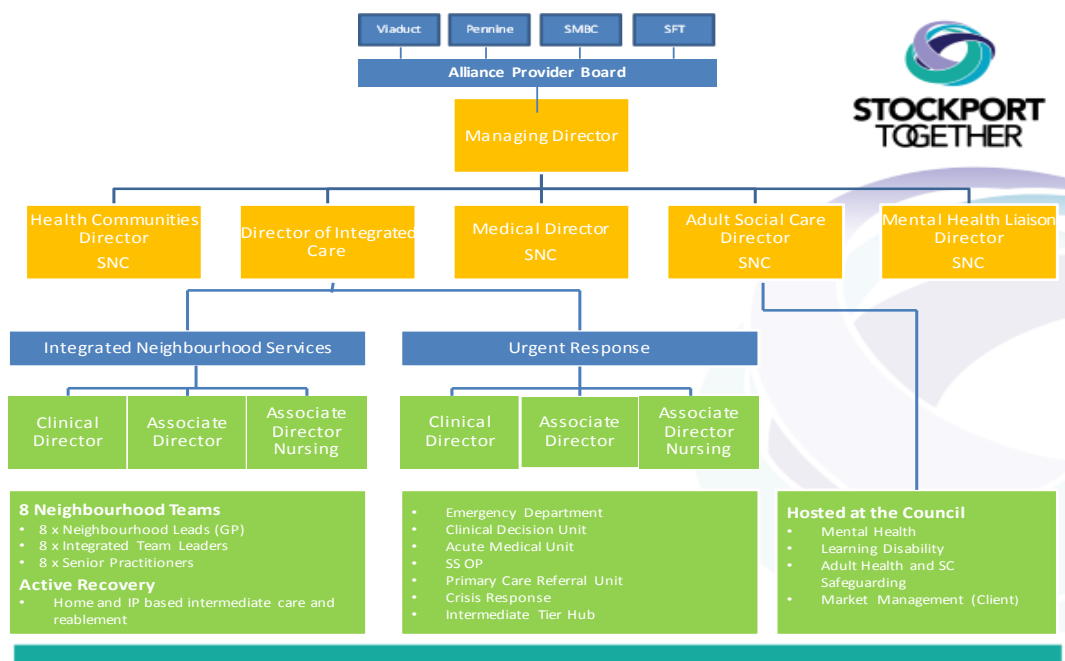 Viaduct
Pennine
SMBC
SFT
Alliance Provider Board
STOCKPORT
TOGETHER
Managing Director
Health Communities
Director
SNC
Director of Integrated
Care
Medical Director
SNC
Adult Social Care
Director
SNC
Mental Health Liaison
Director
SNC
Integrated Neighbourhood Services
Urgent Response
Clinical
Director
Associate
Director
Associate
Director
Nursing
Clinical
Director
Associate
Director
Associate
Director
Nursing
8 Neighbourhood Teams
• 8 x Neighbourhood Leads (GP)
• 8 x Integrated Team Leaders
• 8 x Senior Practitioners
Active Recovery
• Home and IP based intermediate care and
reablement
• Emergency Department
• Clinical Decision Unit
• Acute Medical Unit
• SS OP
• Primary Care Referral Unit
• Crisis Response
• Intermediate Tier Hub
Hosted at the Council
• Mental Health
• Learning Disability
• Adult Health and SC
Safeguarding
• Market Management (Client)